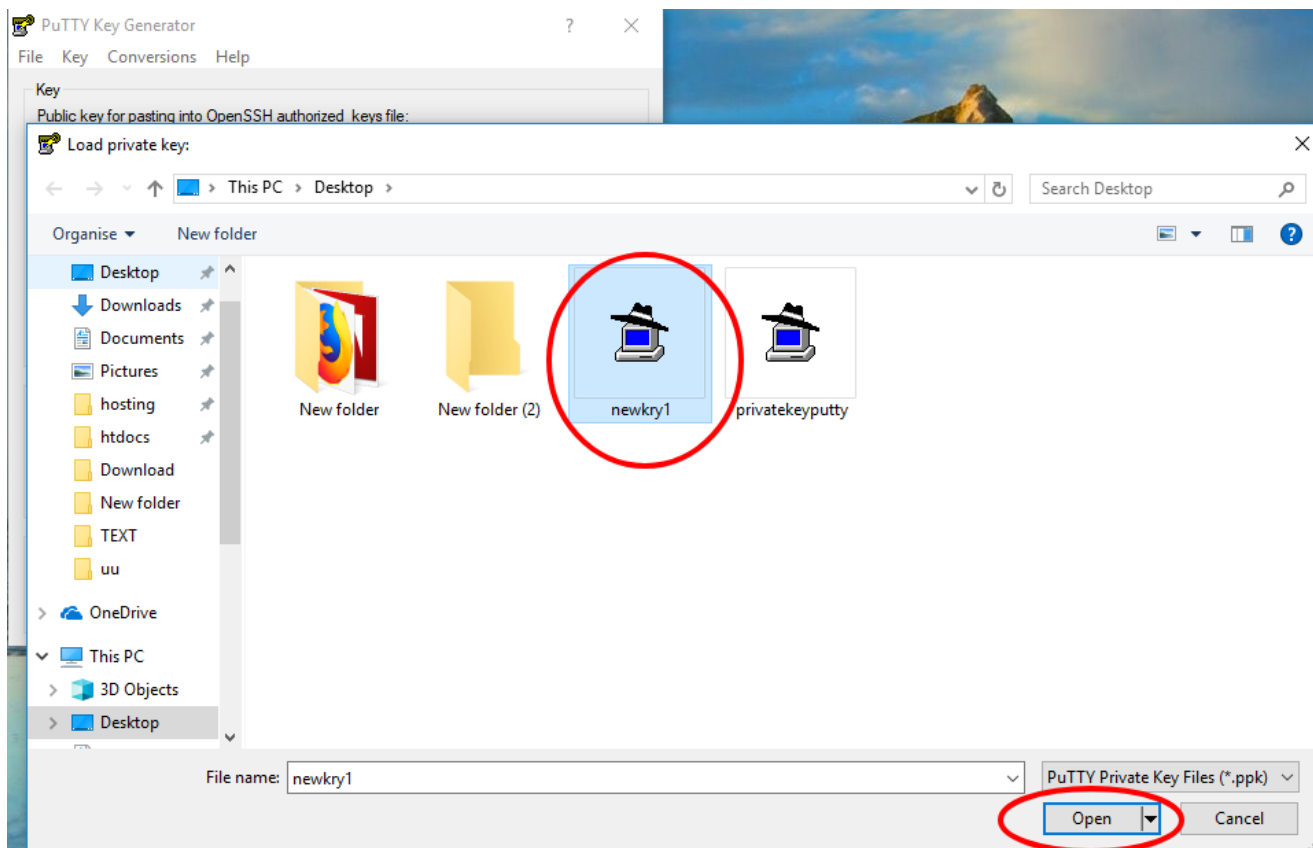 PuTTY Key Generator
File Key Conversions Help
Key
Public key for pasting into OpenSSH authorized_keys file:
Load private key:
This PC Desktop
Search Desktop
Organise New folder
Desktop
Downloads
Documents
Pictures
hosting
htdocs
Download
New folder
TEXT
uu
OneDrive
This PC
3D Objects
Desktop
New folder
New folder (2)
newkry1
privatekeyputty
File name: newkry1
PuTTY Private Key Files (*.ppk)
Open Cancel